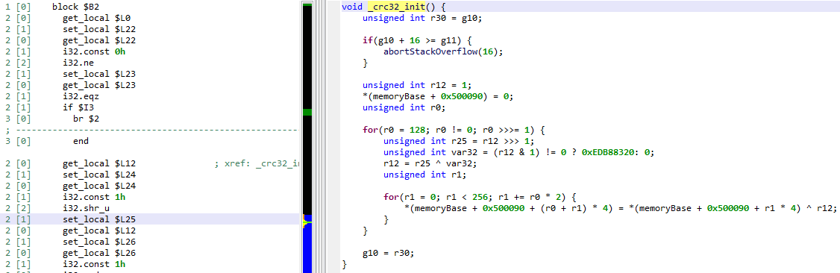 1 [0] block $B2
2 [0] get_local $L0
2 [1] set_local $L22
2 [0] get_local $L22
2 [1] i32.const 0h
2 [2] i32.ne
2 [1] set_local $L23
2 [0] get_local $L23
2 [1] i32.eqz
2 [1] if $I3
3 [0] br $2
; ----------------------------------------
3 [0] end
2 [0] get_local $L12 ; xref: _crc32_i
2 [1] set_local $L24
2 [0] get_local $L24
2 [1] i32.const 1h
2 [2] i32.shr_u
2 [1] set_local $L25
2 [0] get_local $L12
2 [1] set_local $L26
2 [0] get_local $L26
2 [1] i32.const 1h
void _crc32_init() {
unsigned int r30 = g10;
if(g10 + 16 >= g11) {
abortStackOverflow(16);
}
unsigned int r12 = 1;
*(memoryBase + 0x500090) = 0;
unsigned int r0;
for(r0 = 128; r0 != 0; r0 >>>= 1) {
unsigned int r25 = r12 >>> 1;
unsigned int var32 = (r12 & 1) != 0 ? 0xEDB88320: 0;
r12 = r25 ^ var32;
unsigned int r1;
for(r1 = 0; r1 < 256; r1 += r0 * 2) {
*(memoryBase + 0x500090 + (r0 + r1) * 4) = *(memoryBase + 0x500090 + r1 * 4) ^ r12;
}
}
g10 = r30;
}